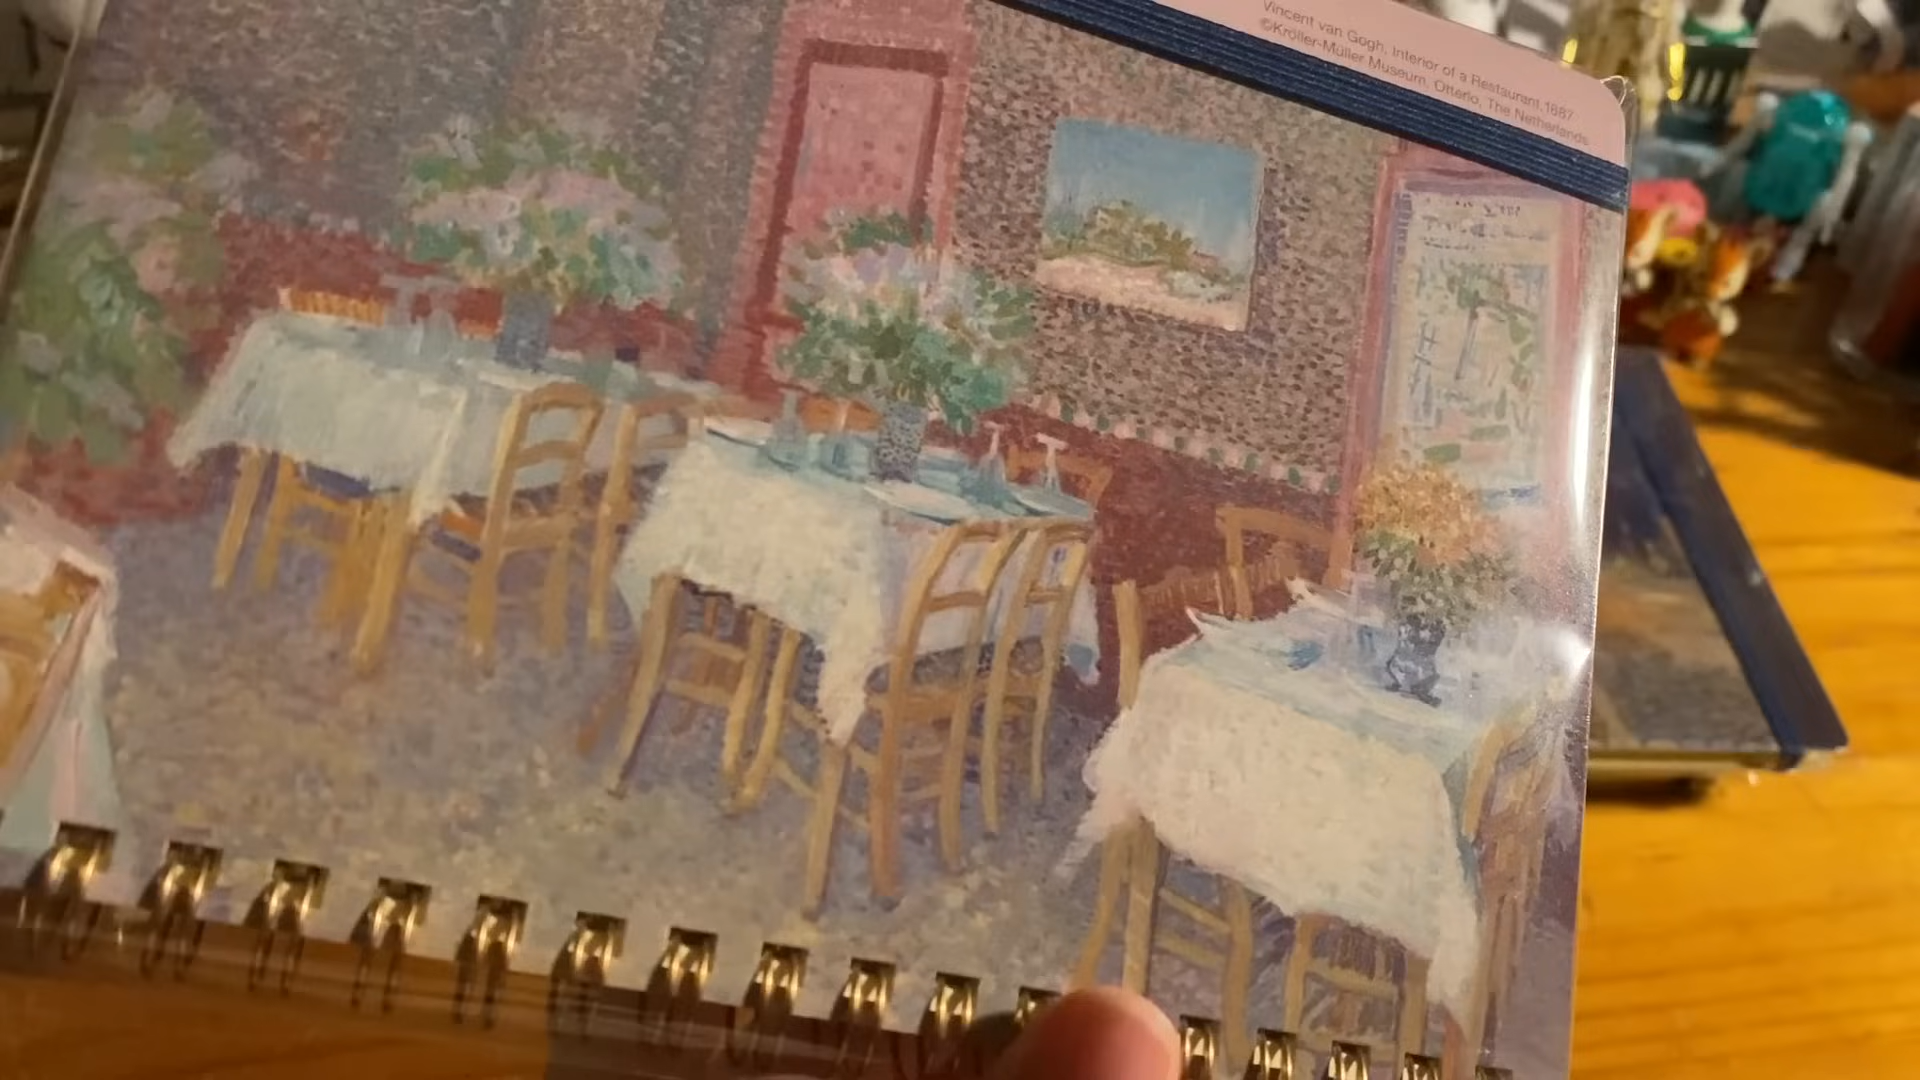 Vincent van Gogh, Interior of a Restaurant, 1887
©Kröller-Müller Museum, Otterlo, The Netherlands